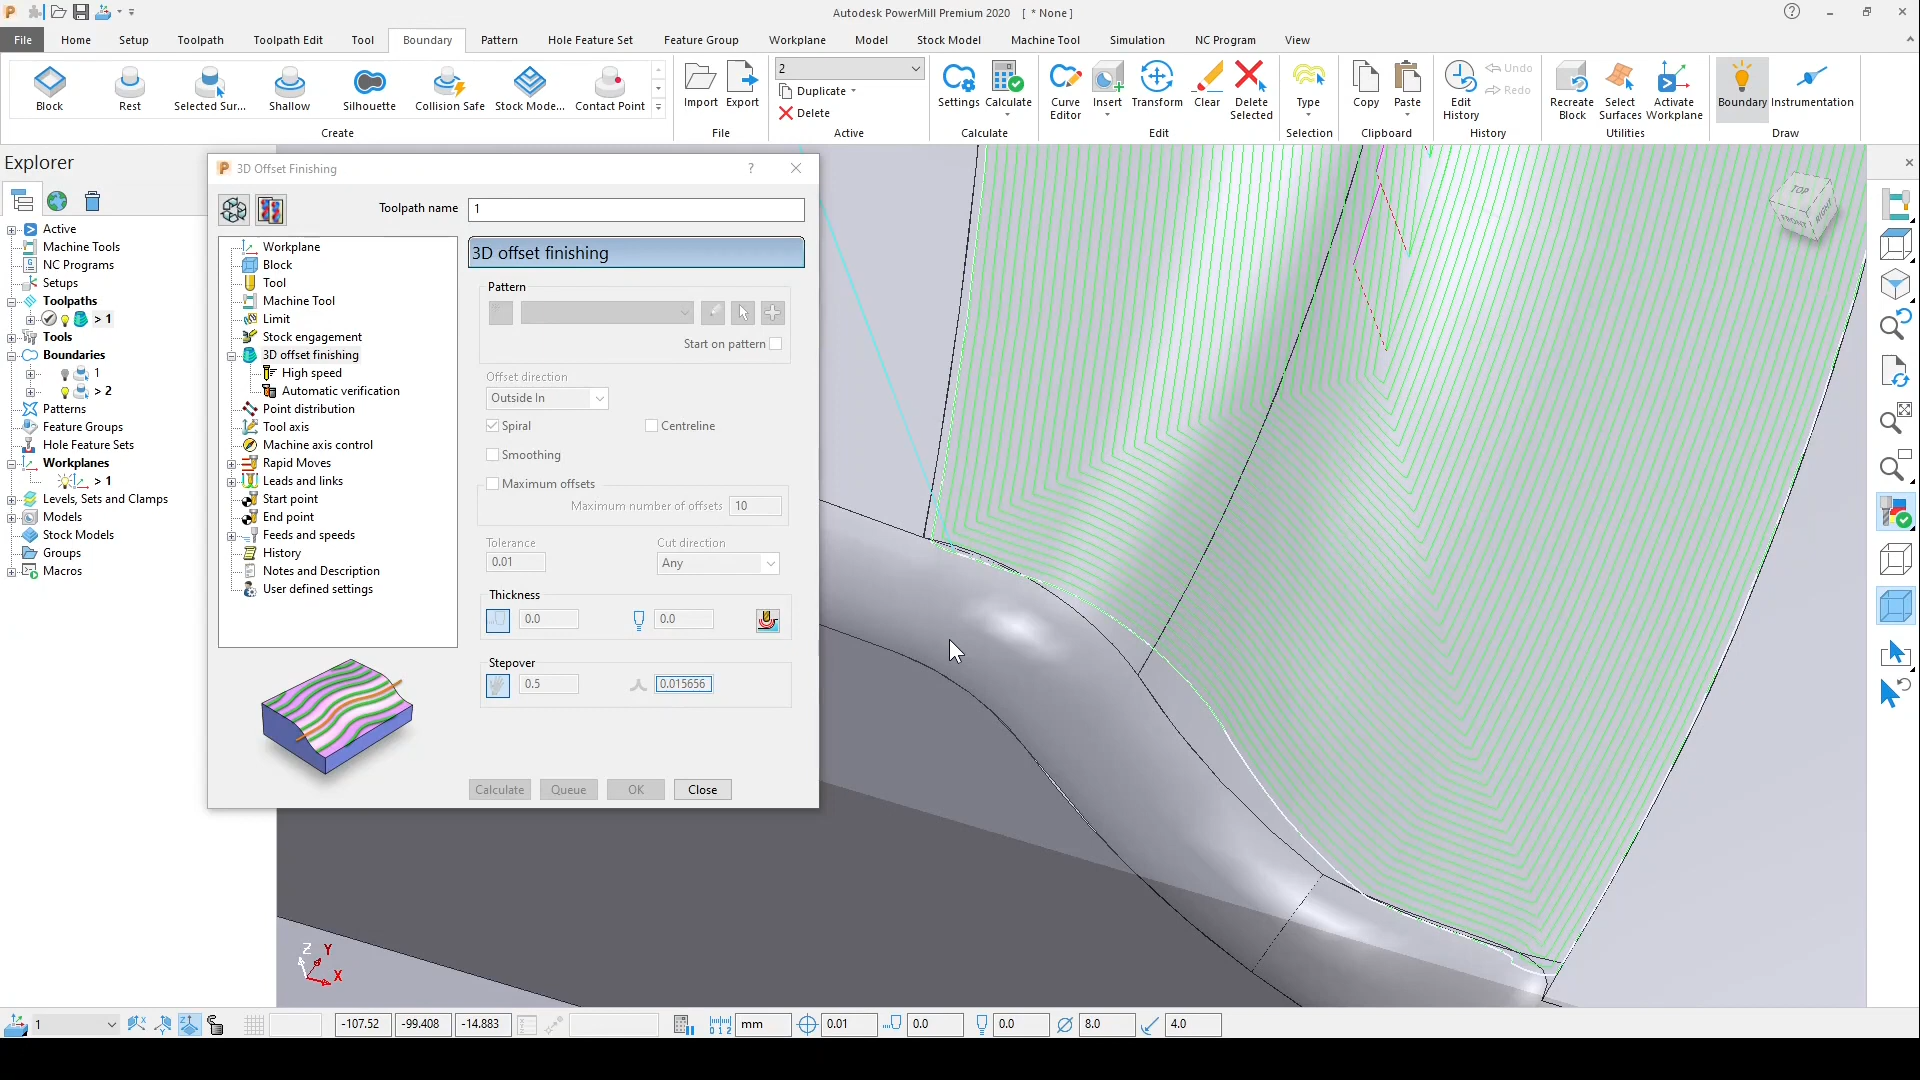 Autodesk PowerMill Premium 2020 [ * None ]
File Home Setup Toolpath Toolpath Edit Tool Boundary Pattern Hole Feature Set Feature Group Workplane Model Stock Model Machine Tool Simulation NC Program View
Block Rest Selected Sur... Shallow Silhouette Collision Safe Stock Mode... Contact Point
Create
Import Export
File
2
Duplicate
Delete
Active
Settings Calculate
Calculate
Curve Editor Insert Transform Clear Delete Selected
Edit
Type
Selection
Copy Paste
Clipboard
Edit History Undo
Redo
History
Recreate Block Select Surfaces Activate Workplane
Utilities
Boundary Instrumentation
Draw
Explorer
Active
Machine Tools
NC Programs
Setups
Toolpaths
> 1
Tools
Boundaries
1
> 2
Patterns
Feature Groups
Hole Feature Sets
Workplanes
> 1
Levels, Sets and Clamps
Models
Stock Models
Groups
Macros
3D Offset Finishing ?
Toolpath name 1
Workplane
Block
Tool
Machine Tool
Limit
Stock engagement
3D offset finishing
High speed
Automatic verification
Point distribution
Tool axis
Machine axis control
Rapid Moves
Leads and links
Start point
End point
Feeds and speeds
History
Notes and Description
User defined settings
3D offset finishing
Pattern
Start on pattern
Offset direction
Outside In
Spiral Centreline
Smoothing
Maximum offsets
Maximum number of offsets 10
Tolerance Cut direction
0.01 Any
Thickness
0.0 0.0
Stepover
0.5 0.015656
Calculate Queue OK Close
TOP
FRONT RIGHT
Z Y
X
1 -107.52 -99.408 -14.883 mm 0.01 0.0 0.0 8.0 4.0